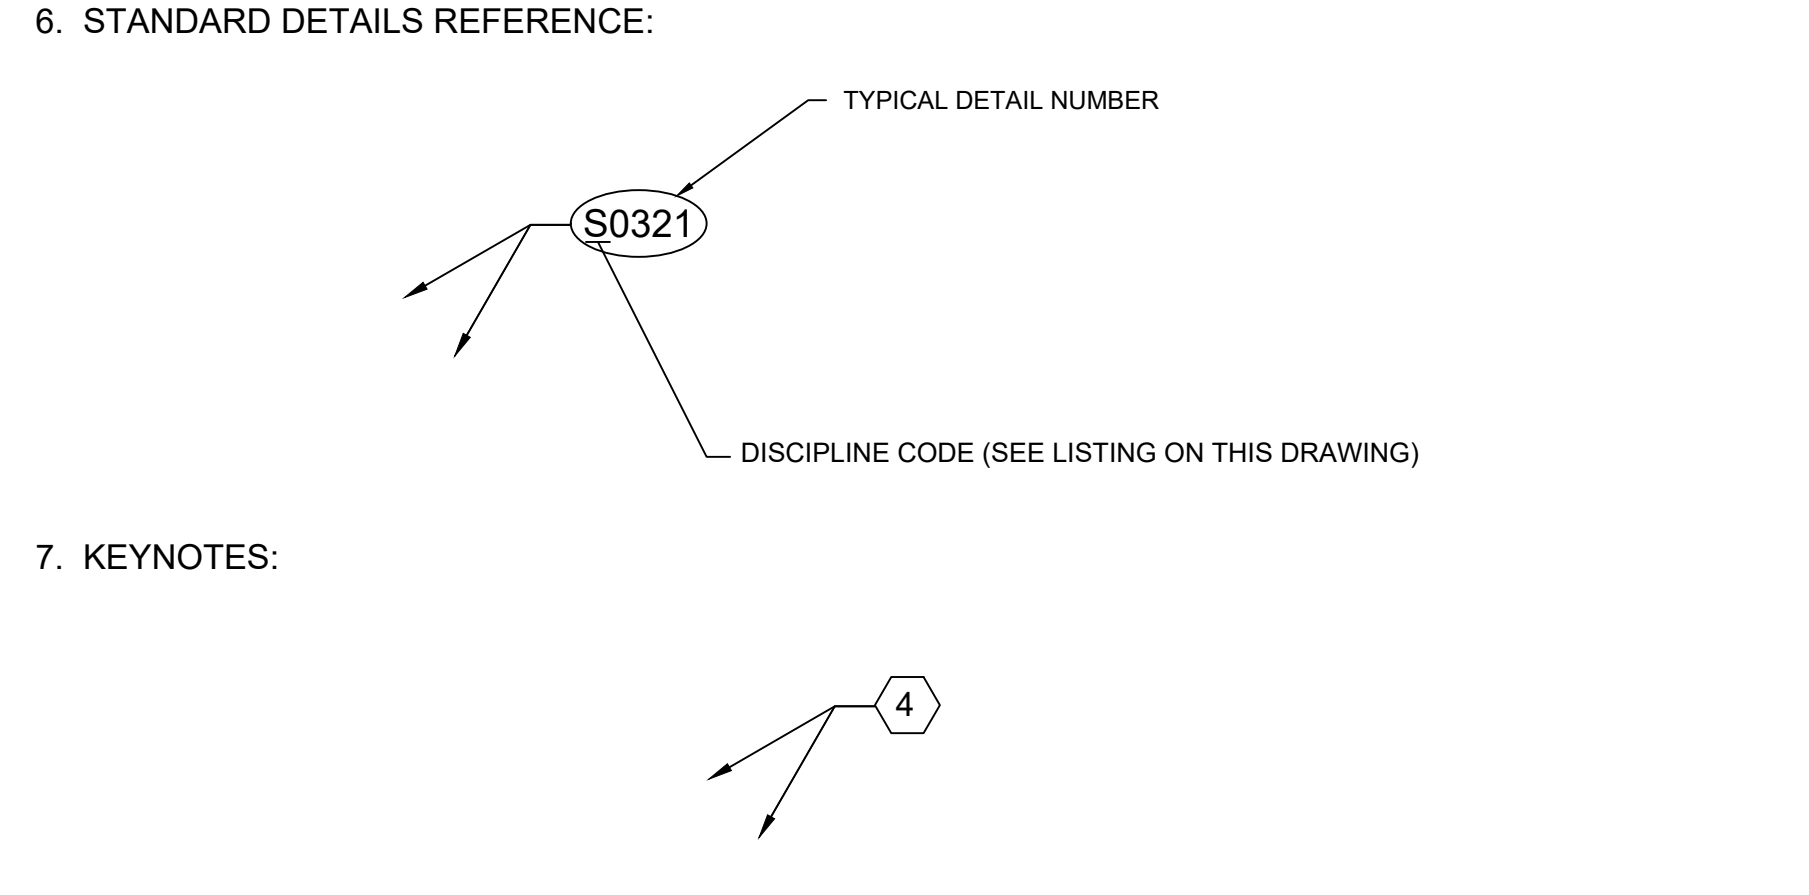 6. STANDARD DETAILS REFERENCE:
TYPICAL DETAIL NUMBER
S0321
DISCIPLINE CODE (SEE LISTING ON THIS DRAWING)
7. KEYNOTES:
4